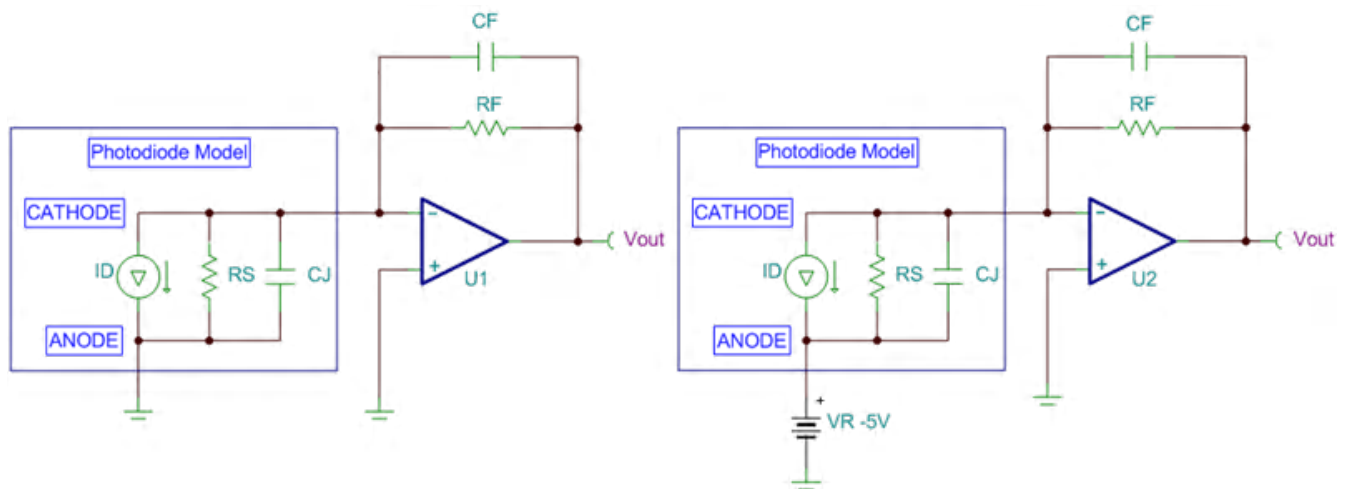 CF
RF
Photodiode Model
CATHODE
ID
RS
CJ
ANODE
-
+
U1
Vout
CF
RF
Photodiode Model
CATHODE
ID
RS
CJ
ANODE
-
+
U2
Vout
+
VR -5V